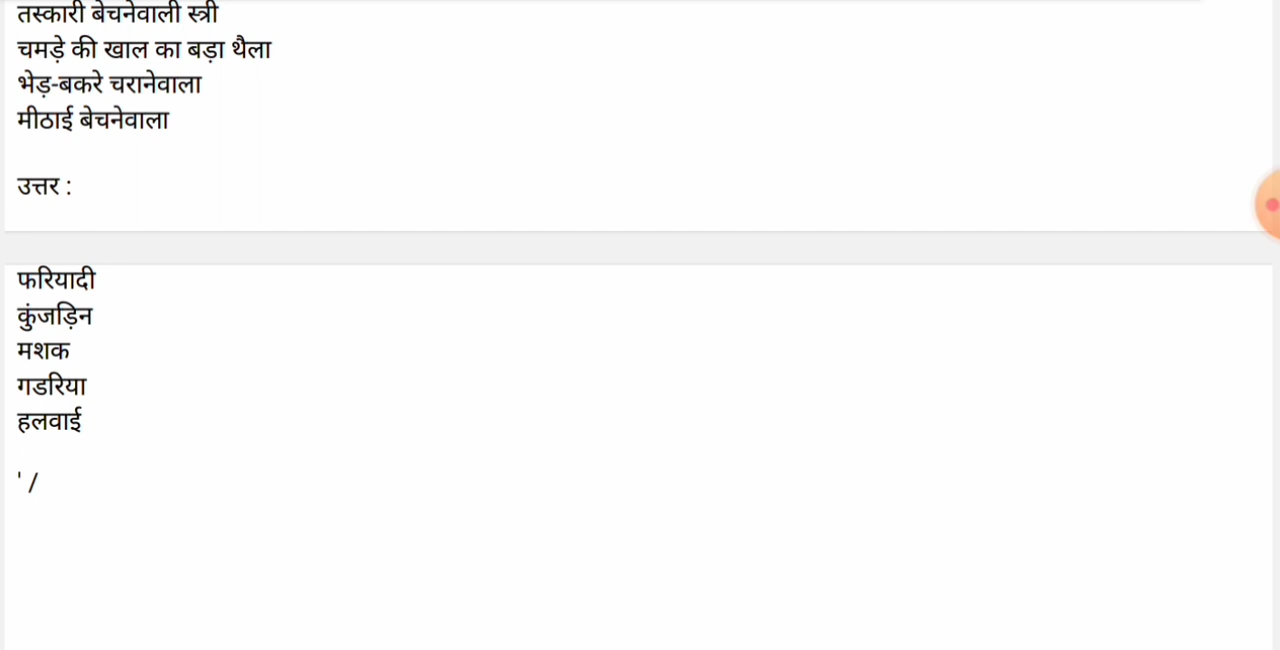 तस्कारी बेचनेवाली स्त्री
चमड़े की खाल का बड़ा थैला
भेड़-बकरे चरानेवाला
मीठाई बेचनेवाला
उत्तर :
फरियादी
कुंजड़िन
मशक
गडरिया
हलवाई
' /